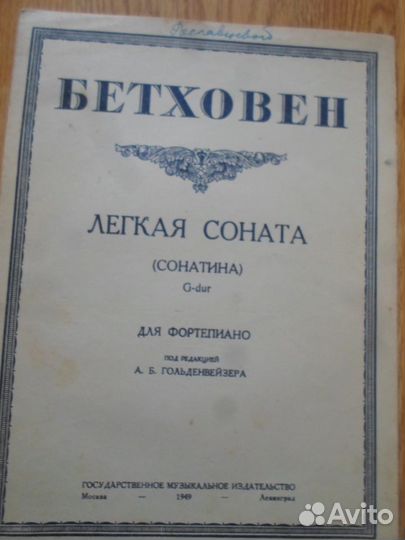 БЕТХОВЕН
ЛЕГКАЯ СОНАТА
(СОНАТИНА)
G-dur
ДЛЯ ФОРТЕПИАНО
ПОД РЕДАКЦИЕЙ
А. Б. ГОЛЬДЕНВЕЙЗЕРА
ГОСУДАРСТВЕННОЕ МУЗЫКАЛЬНОЕ ИЗДАТЕЛЬСТВО
Москва — 1949 — Ленинград
Avito